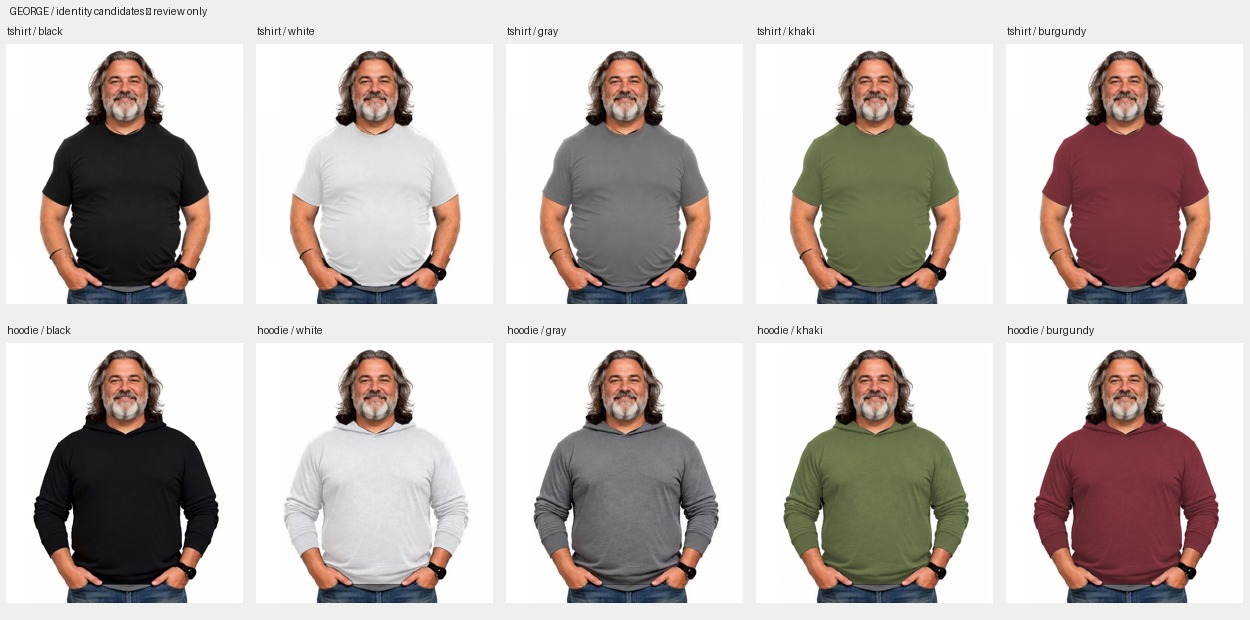 GEORGE / identity candidates ▯ review only
tshirt / black
tshirt / white
tshirt / gray
tshirt / khaki
tshirt / burgundy
hoodie / black
hoodie / white
hoodie / gray
hoodie / khaki
hoodie / burgundy